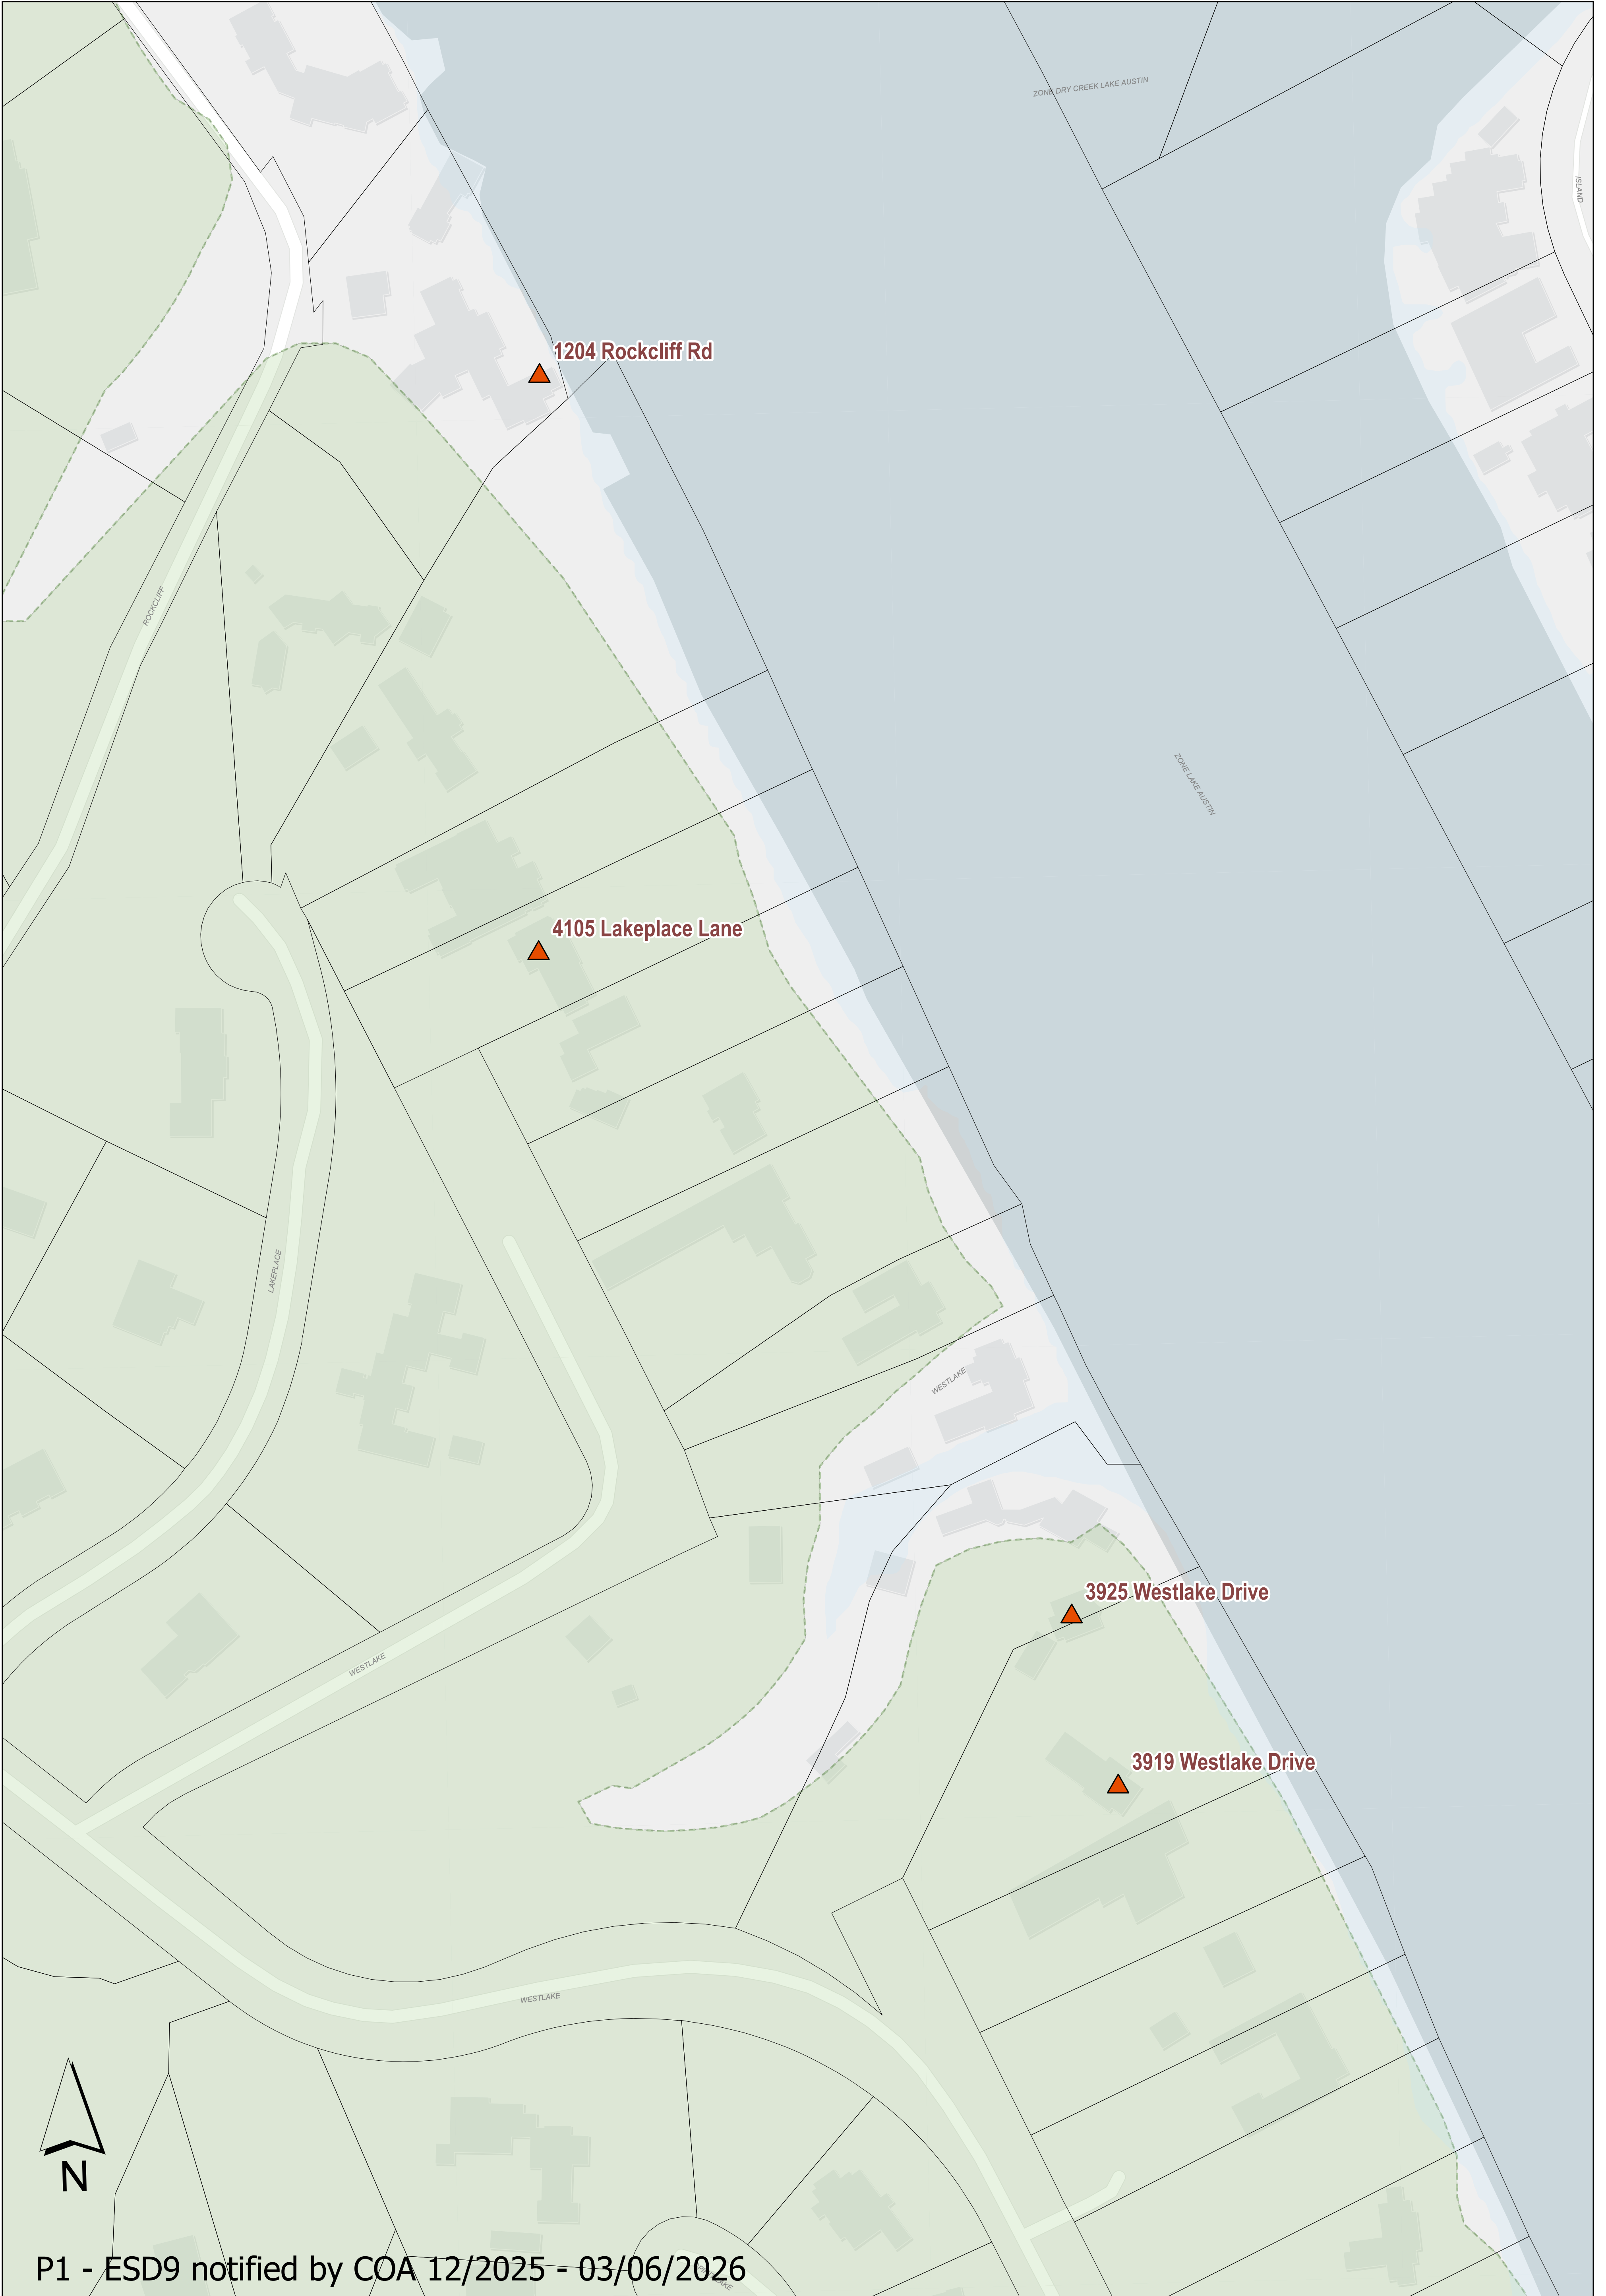 ZONE DRY CREEK LAKE AUSTIN
ISLAND
1204 Rockcliff Rd
ROCKCLIFF
ZONE LAKE AUSTIN
4105 Lakeplace Lane
LAKEPLACE
WESTLAKE
3925 Westlake Drive
WESTLAKE
3919 Westlake Drive
WESTLAKE
N
P1 - ESD9 notified by COA 12/2025 - 03/06/2026